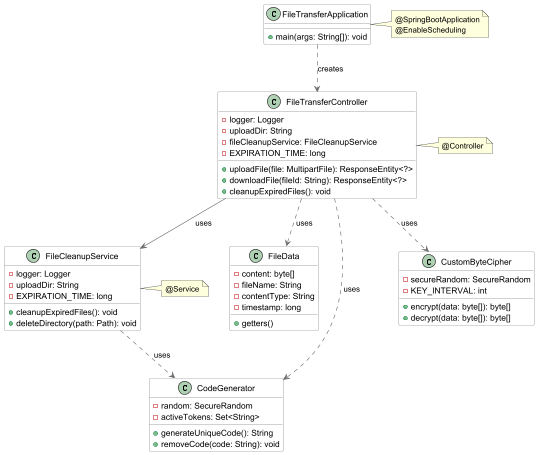 C FileTransferApplication
main(args: String[]): void
@SpringBootApplication
@EnableScheduling
creates
C FileTransferController
logger: Logger
uploadDir: String
fileCleanupService: FileCleanupService
EXPIRATION_TIME: long
uploadFile(file: MultipartFile): ResponseEntity<?>
downloadFile(fileId: String): ResponseEntity<?>
cleanupExpiredFiles(): void
@Controller
uses
uses
uses
uses
C FileCleanupService
logger: Logger
uploadDir: String
EXPIRATION_TIME: long
cleanupExpiredFiles(): void
deleteDirectory(path: Path): void
@Service
C FileData
content: byte[]
fileName: String
contentType: String
timestamp: long
getters()
C CustomByteCipher
secureRandom: SecureRandom
KEY_INTERVAL: int
encrypt(data: byte[]): byte[]
decrypt(data: byte[]): byte[]
uses
C CodeGenerator
random: SecureRandom
activeTokens: Set<String>
generateUniqueCode(): String
removeCode(code: String): void